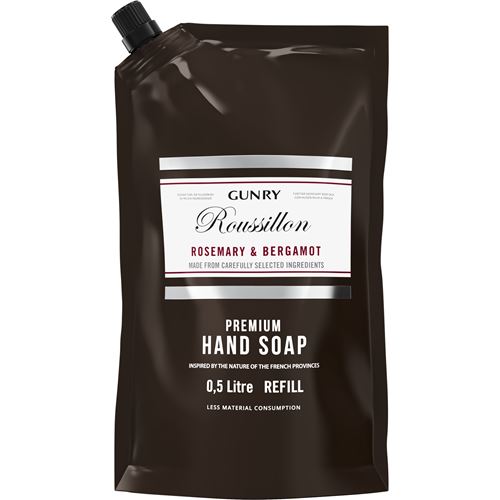 GUNRY
Roussillon
ROSEMARY & BERGAMOT
MADE FROM CAREFULLY SELECTED INGREDIENTS
PREMIUM
HAND SOAP
INSPIRED BY THE NATURE OF THE FRENCH PROVINCES
0,5 Litre REFILL
LESS MATERIAL CONSUMPTION